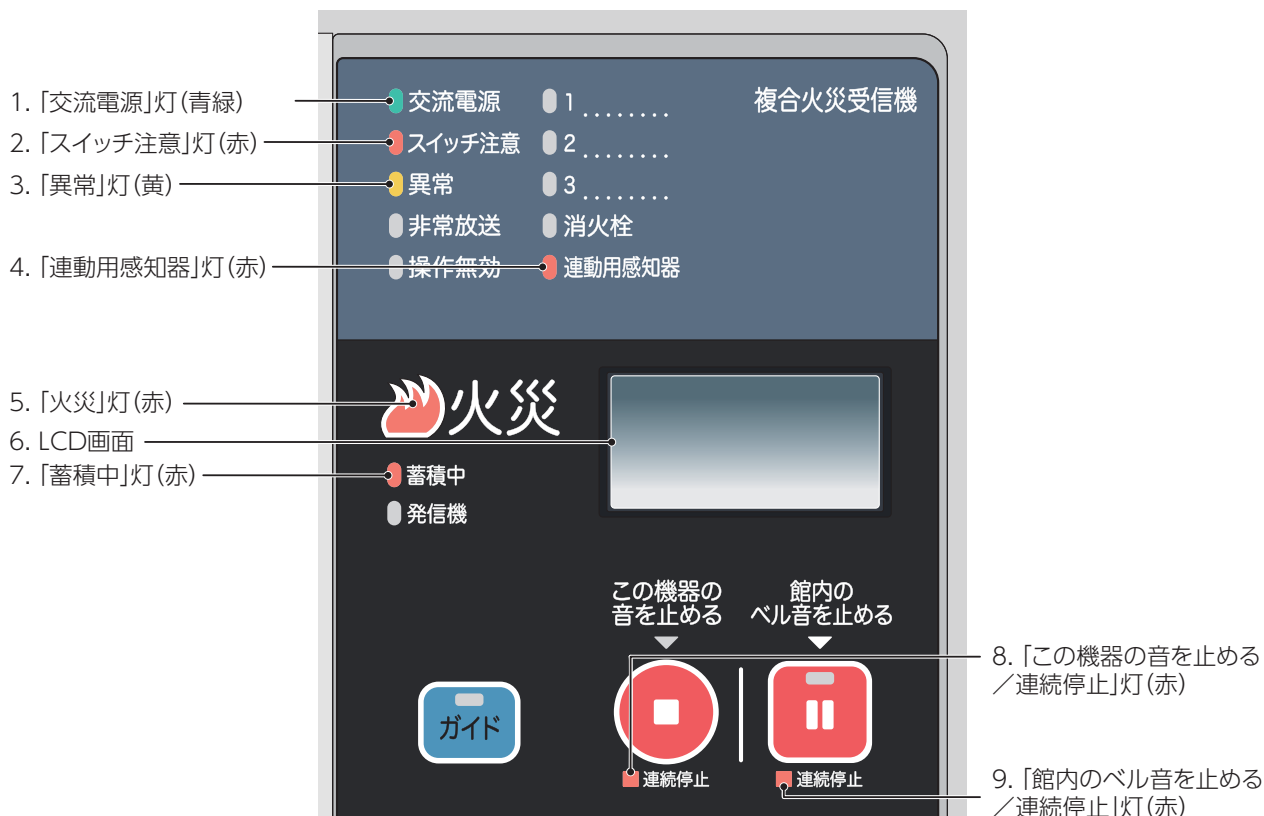 1.「交流電源」灯(青緑)
2.「スイッチ注意」灯(赤)
3.「異常」灯(黄)
4.「連動用感知器」灯(赤)
5.「火災」灯(赤)
6. LCD画面
7.「蓄積中」灯(赤)
複合火災受信機
交流電源 1 ........
スイッチ注意 2 ........
異常 3 ........
非常放送 消火栓
操作無効 連動用感知器
火災
蓄積中
発信機
この機器の
音を止める
館内の
ベル音を止める
ガイド
連続停止
連続停止
8.「この機器の音を止める
/連続停止」灯(赤)
9.「館内のベル音を止める
/連続停止」灯(赤)